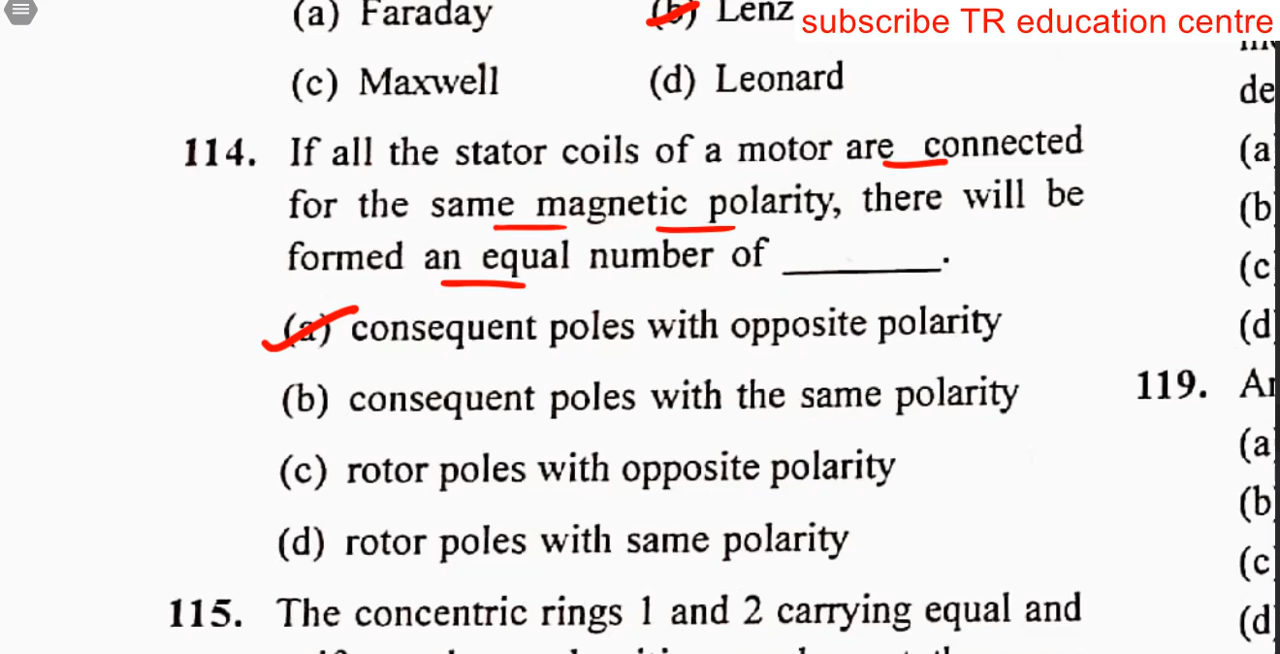 (a) Faraday (b) Lenz
subscribe TR education centre
(c) Maxwell (d) Leonard
114. If all the stator coils of a motor are connected
for the same magnetic polarity, there will be
formed an equal number of ________.
(a) consequent poles with opposite polarity
(b) consequent poles with the same polarity
(c) rotor poles with opposite polarity
(d) rotor poles with same polarity
115. The concentric rings 1 and 2 carrying equal and
de
(a
(b
(c
(d
119. An
(a
(b
(c
(d